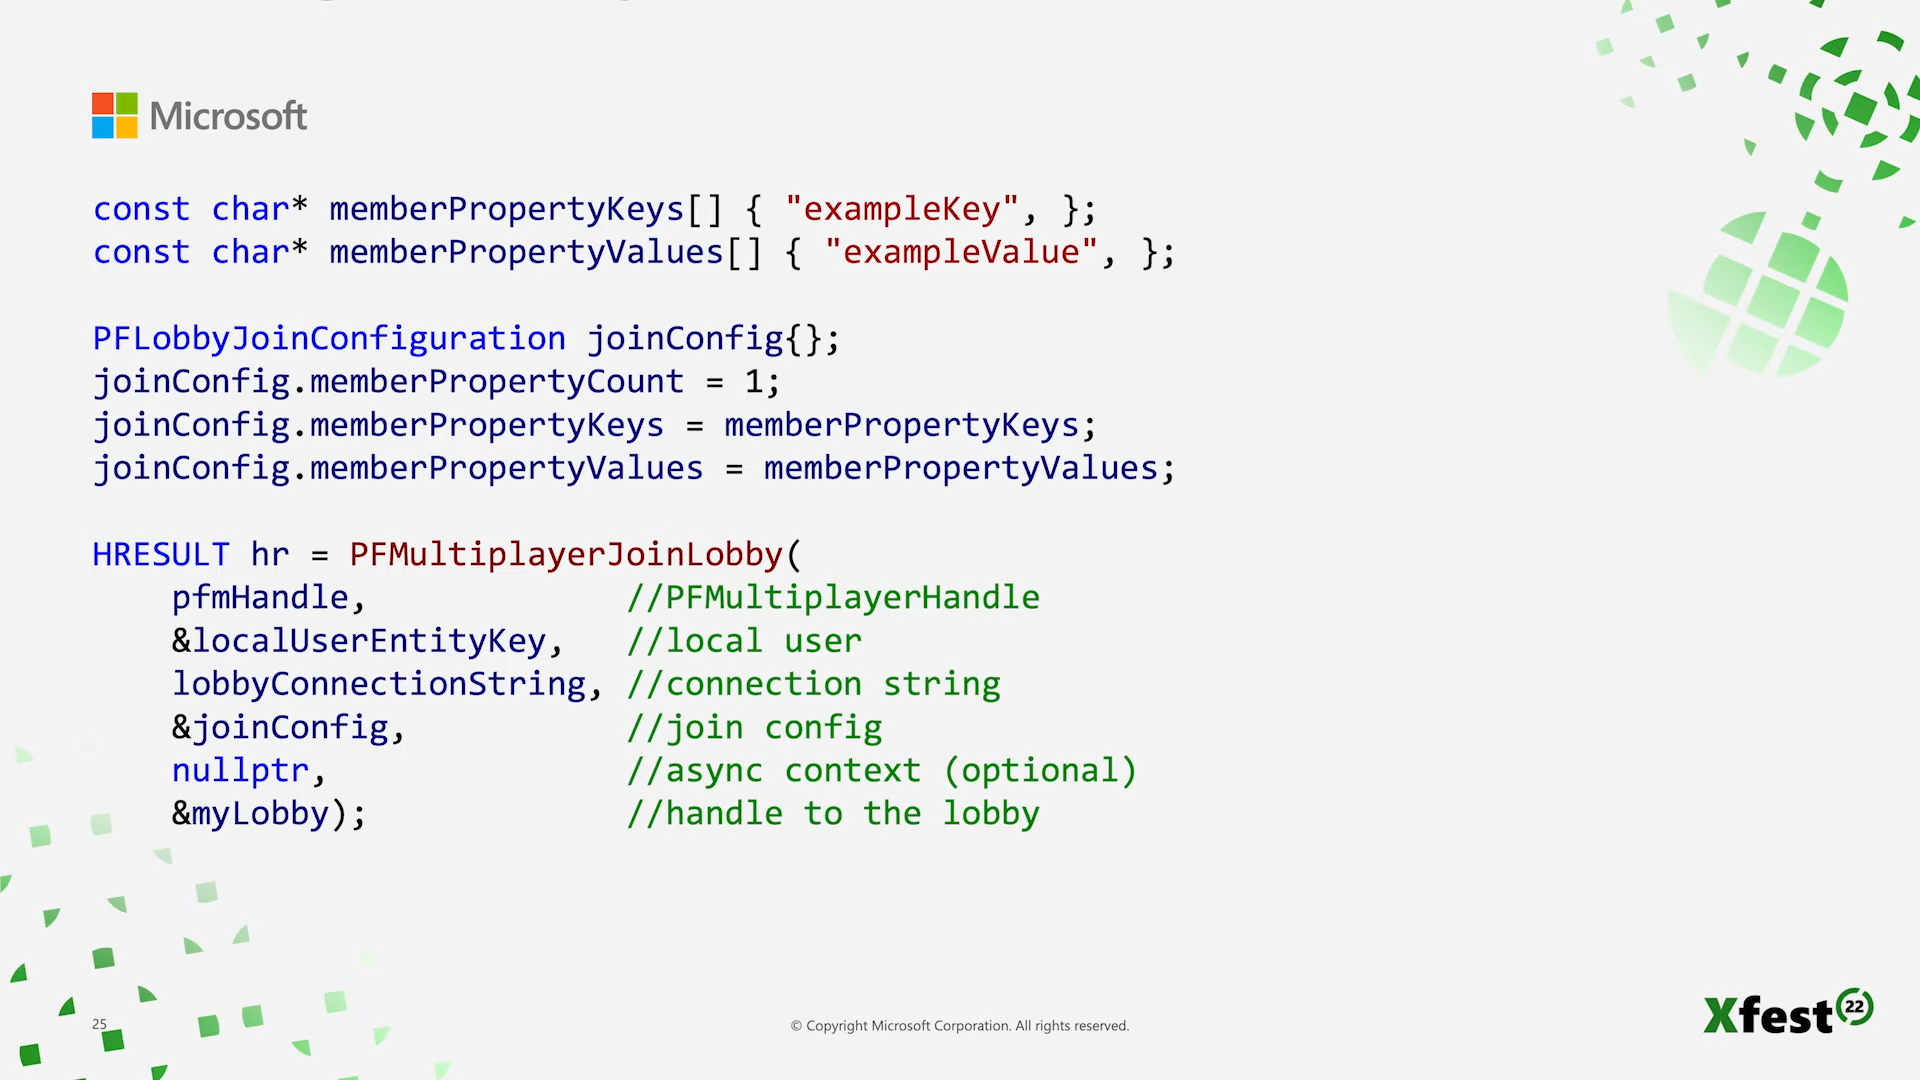 Microsoft
const char* memberPropertyKeys[] { "exampleKey", };
const char* memberPropertyValues[] { "exampleValue", };
PFLobbyJoinConfiguration joinConfig{};
joinConfig.memberPropertyCount = 1;
joinConfig.memberPropertyKeys = memberPropertyKeys;
joinConfig.memberPropertyValues = memberPropertyValues;
HRESULT hr = PFMultiplayerJoinLobby(
    pfmHandle,             //PFMultiplayerHandle
    &localUserEntityKey,   //local user
    lobbyConnectionString, //connection string
    &joinConfig,           //join config
    nullptr,               //async context (optional)
    &myLobby);             //handle to the lobby
25
© Copyright Microsoft Corporation. All rights reserved.
Xfest 22